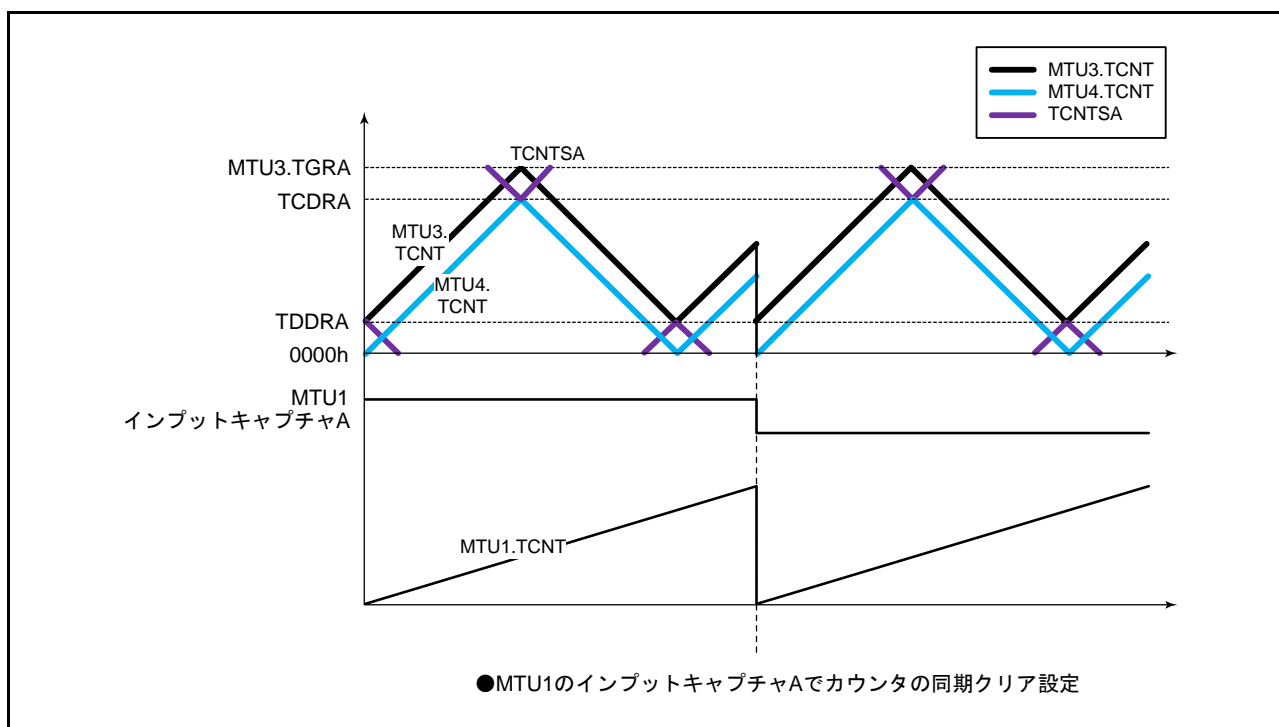 MTU3.TCNT
MTU4.TCNT
TCNTSA
TCNTSA
MTU3.TGRA
TCDRA
MTU3.
TCNT
MTU4.
TCNT
TDDRA
0000h
MTU1
インプットキャプチャA
MTU1.TCNT
●MTU1のインプットキャプチャAでカウンタの同期クリア設定